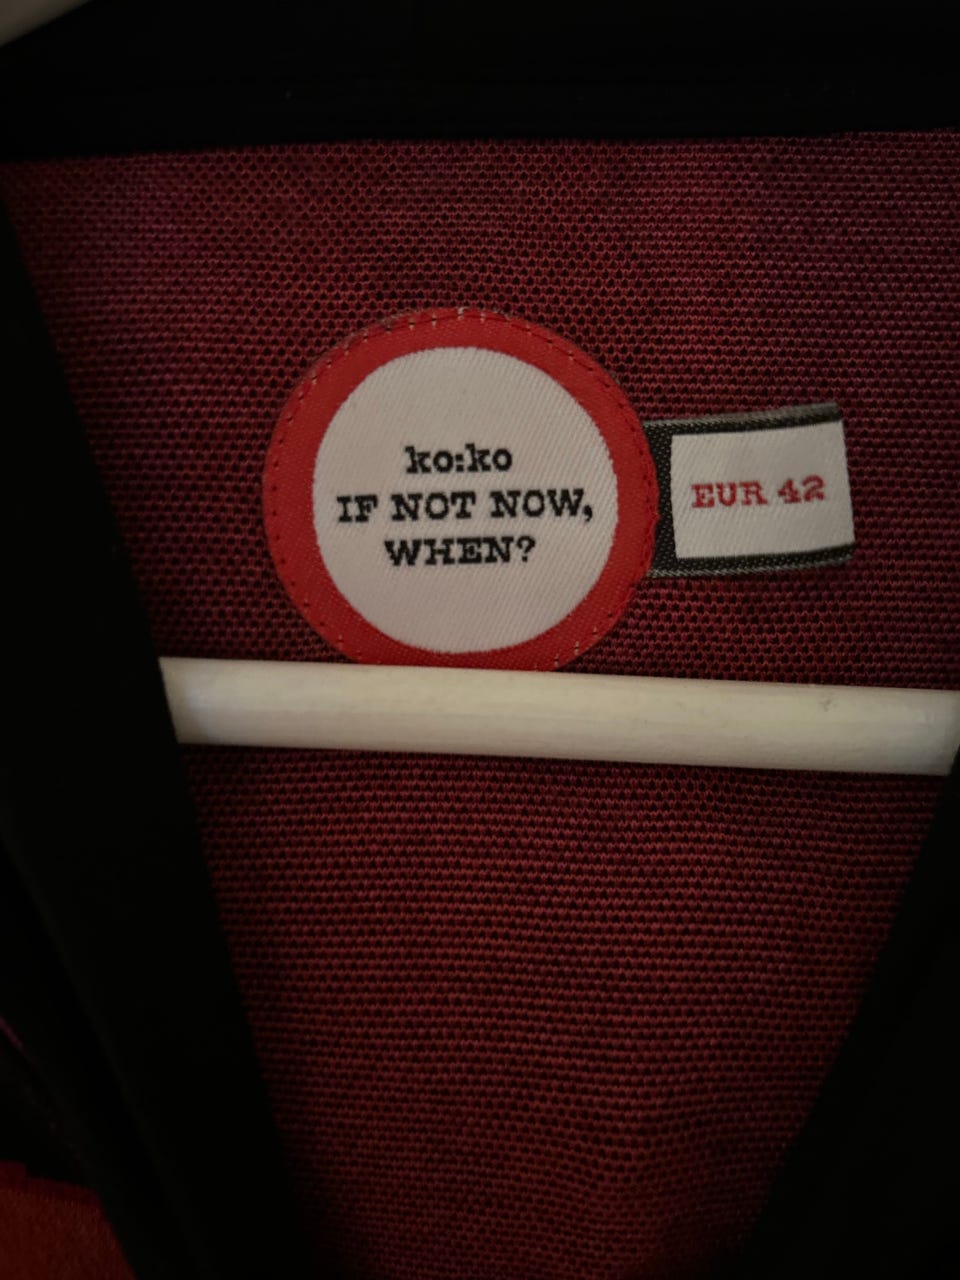 ko:ko
IF NOT NOW,
WHEN?
EUR 42